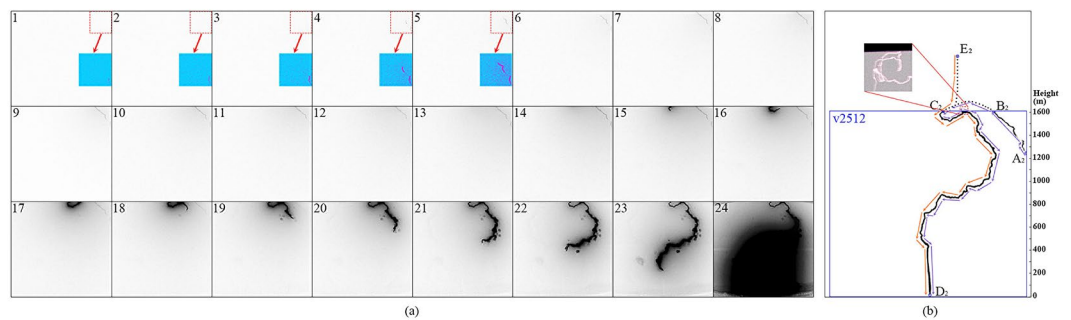 1 2 3 4 5 6 7 8
9 10 11 12 13 14 15 16
17 18 19 20 21 22 23 24
(a)
E2
C2 B2 Height
(m)
v2512 1600
1400
A2 1200
1000
800
600
400
200
D2 0
(b)